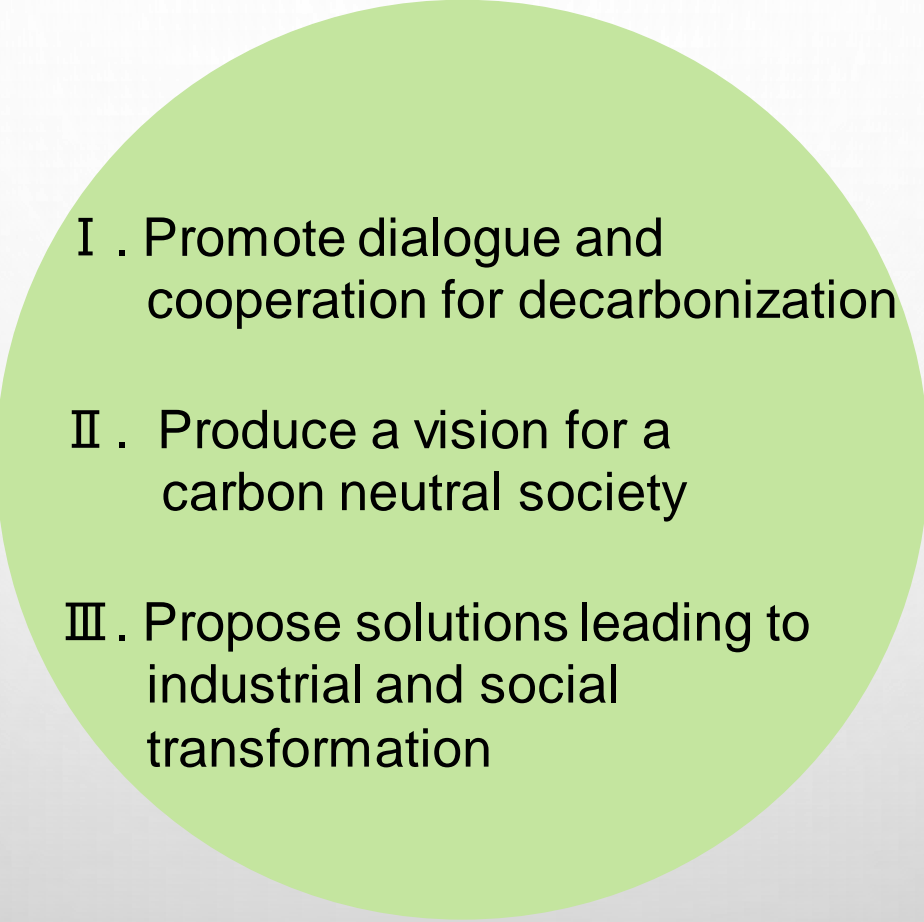 Ⅰ. Promote dialogue and
cooperation for decarbonization
Ⅱ. Produce a vision for a
carbon neutral society
Ⅲ. Propose solutions leading to
industrial and social
transformation